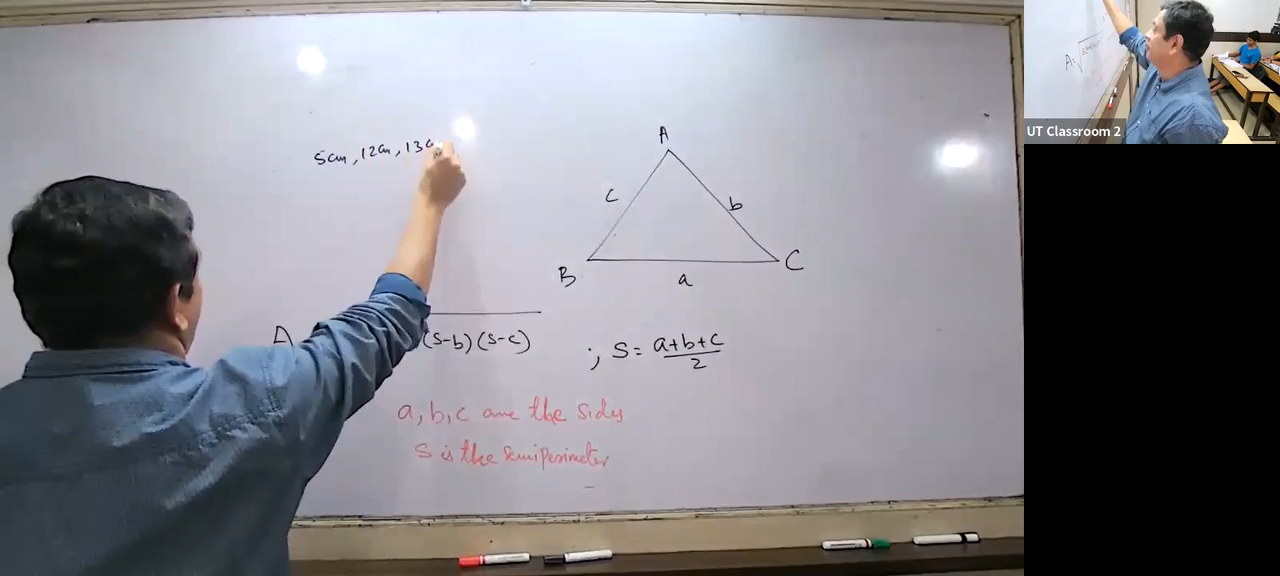 5cm, 12cm, 13c
A
c
b
B
C
a
A (s-b) (s-c)
; S = a+b+c
2
a, b, c are the sides
S is the semiperimeter
A =
UT Classroom 2